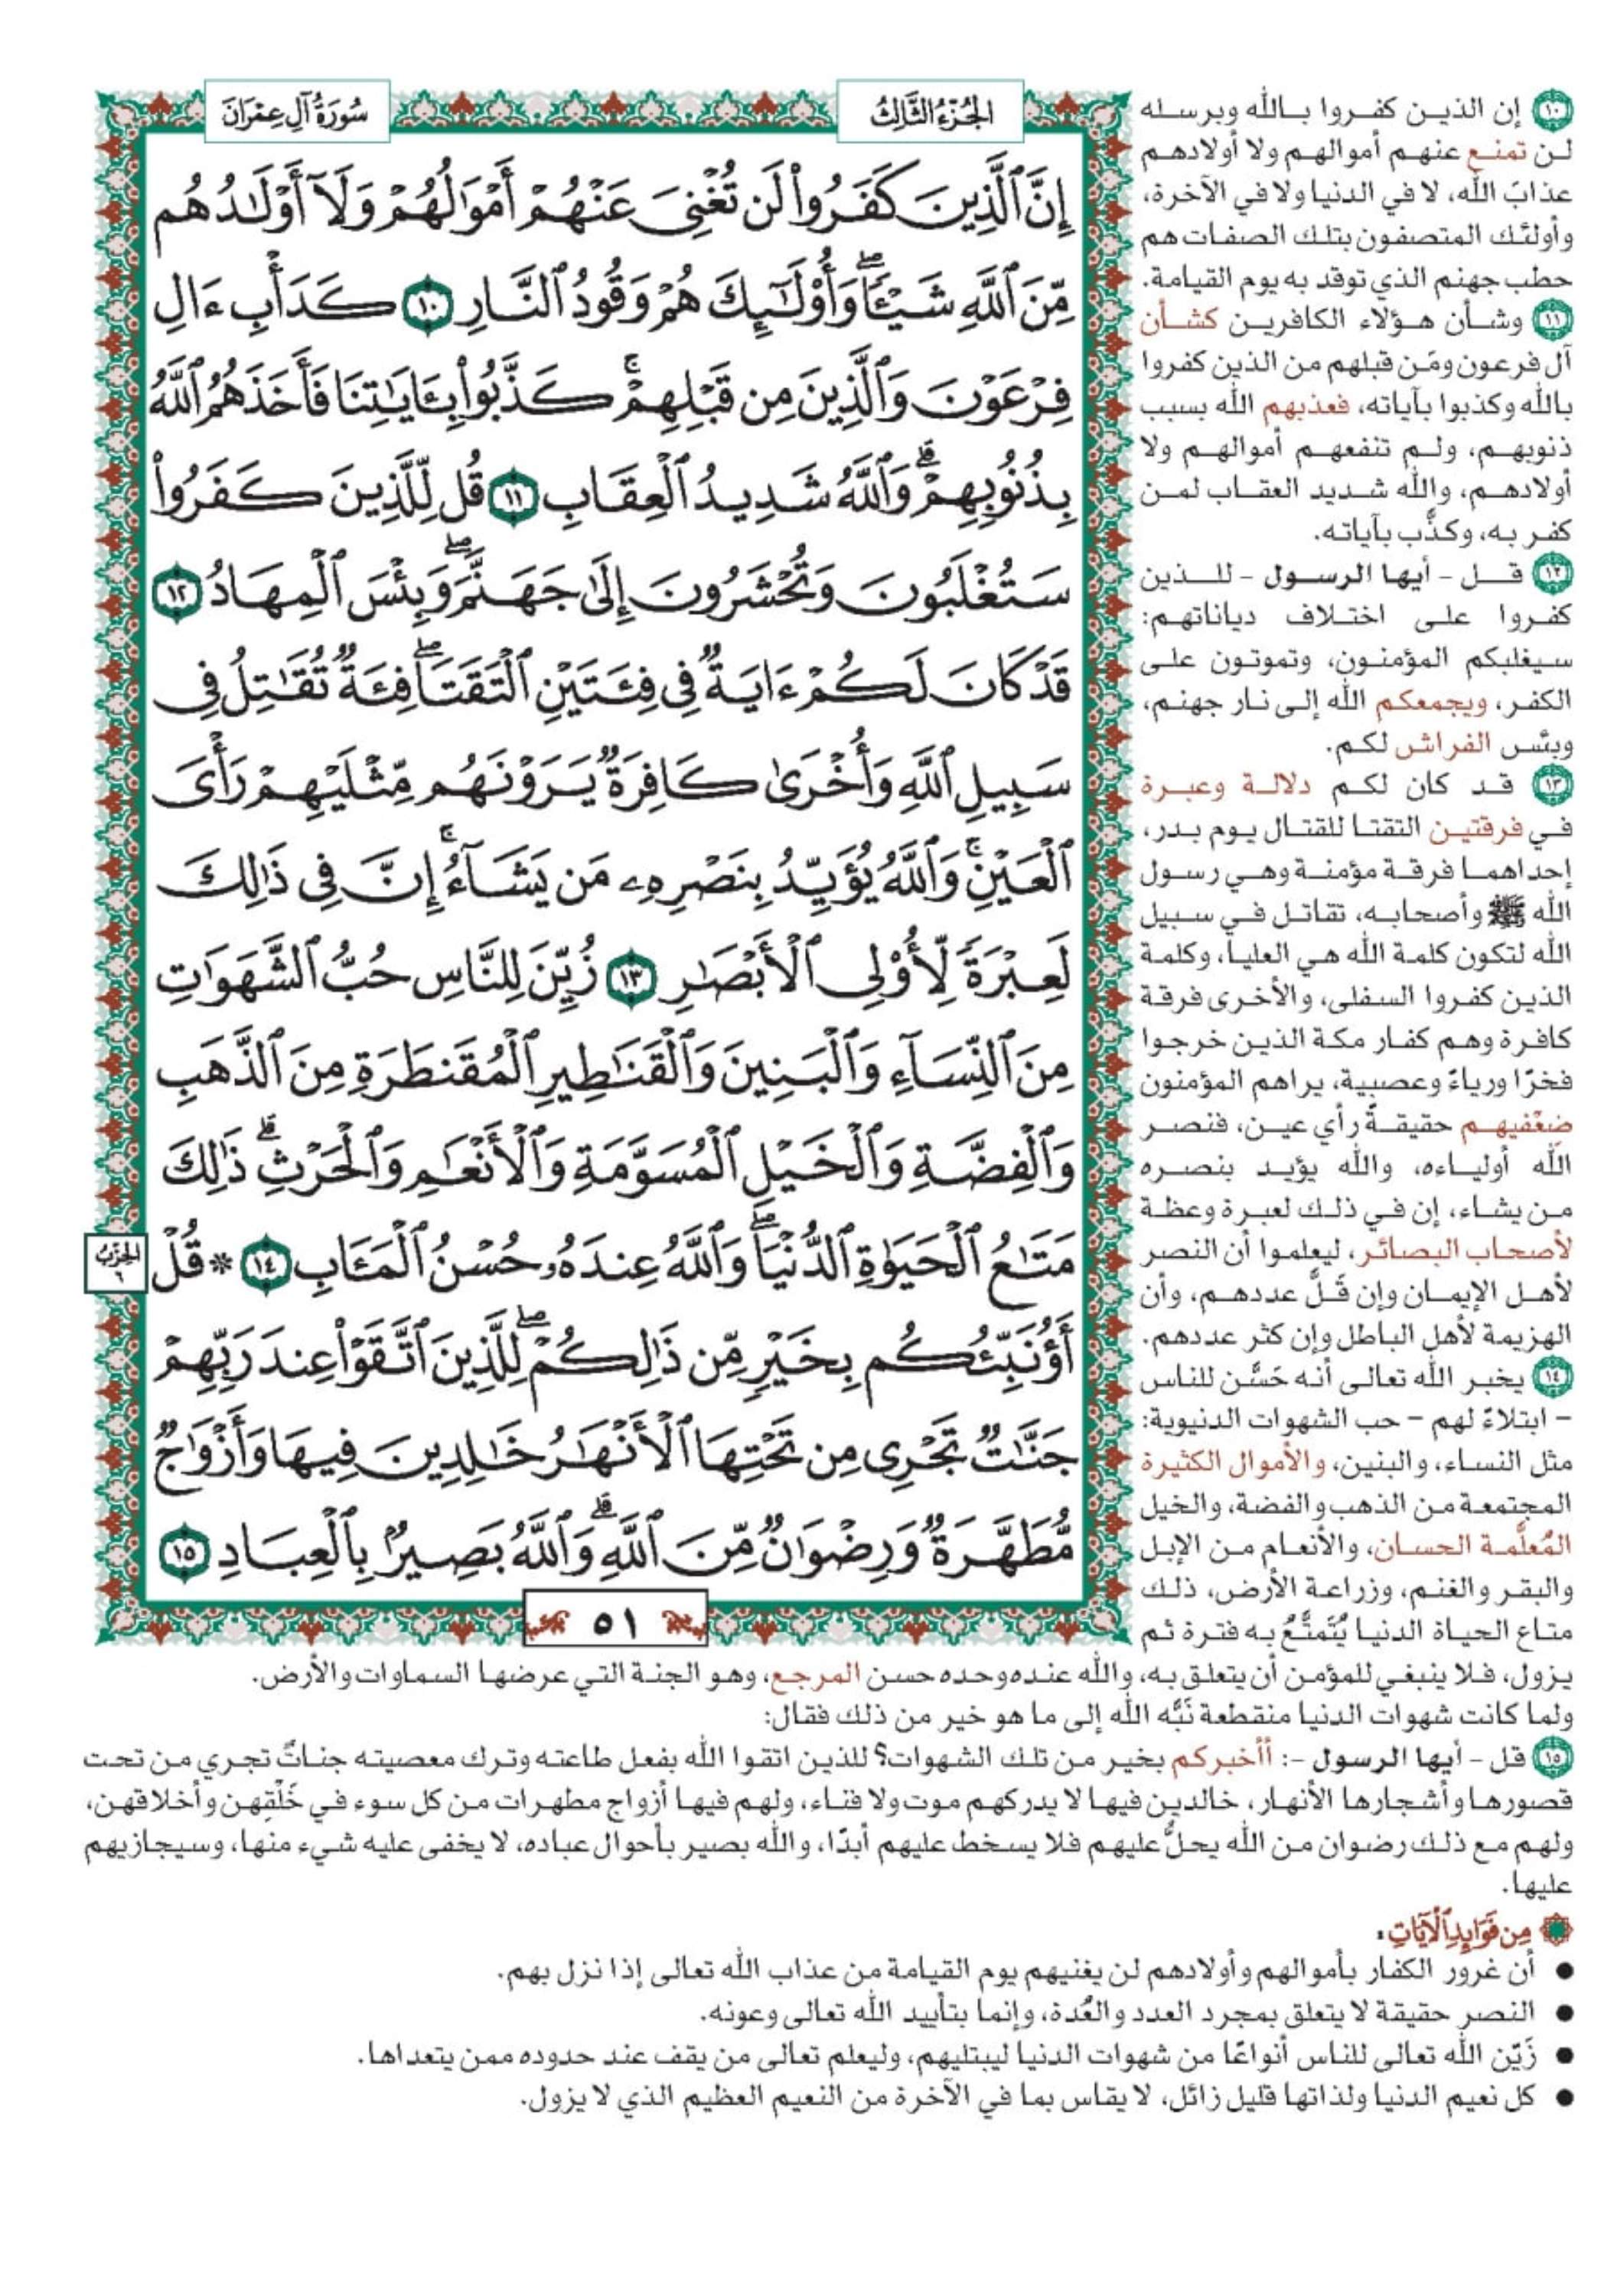 سُورَةُ آلِ عِمْرَانَ
الجُزْءُ الثَّالِثُ
إِنَّ ٱلَّذِينَ كَفَرُوا۟ لَن تُغْنِىَ عَنْهُمْ أَمْوَٰلُهُمْ وَلَآ أَوْلَٰدُهُم
مِّنَ ٱللَّهِ شَيْـًٔا ۖ وَأُو۟لَٰٓئِكَ هُمْ وَقُودُ ٱلنَّارِ ١٠ كَدَأْبِ ءَالِ
فِرْعَوْنَ وَٱلَّذِينَ مِن قَبْلِهِمْ ۚ كَذَّبُوا۟ بِـَٔايَٰتِنَا فَأَخَذَهُمُ ٱللَّهُ
بِذُنُوبِهِمْ ۗ وَٱللَّهُ شَدِيدُ ٱلْعِقَابِ ١١ قُل لِّلَّذِينَ كَفَرُوا۟
سَتُغْلَبُونَ وَتُحْشَرُونَ إِلَىٰ جَهَنَّمَ ۖ وَبِئْسَ ٱلْمِهَادُ ١٢
قَدْ كَانَ لَكُمْ ءَايَةٌ فِى فِئَتَيْنِ ٱلْتَقَتَا ۖ فِئَةٌ تُقَٰتِلُ فِى
سَبِيلِ ٱللَّهِ وَأُخْرَىٰ كَافِرَةٌ يَرَوْنَهُم مِّثْلَيْهِمْ رَأْىَ
ٱلْعَيْنِ ۚ وَٱللَّهُ يُؤَيِّدُ بِنَصْرِهِۦ مَن يَشَآءُ ۚ إِنَّ فِى ذَٰلِكَ
لَعِبْرَةً لِّأُو۟لِى ٱلْأَبْصَٰرِ ١٣ زُيِّنَ لِلنَّاسِ حُبُّ ٱلشَّهَوَٰتِ
مِنَ ٱلنِّسَآءِ وَٱلْبَنِينَ وَٱلْقَنَٰطِيرِ ٱلْمُقَنطَرَةِ مِنَ ٱلذَّهَبِ
وَٱلْفِضَّةِ وَٱلْخَيْلِ ٱلْمُسَوَّمَةِ وَٱلْأَنْعَٰمِ وَٱلْحَرْثِ ۗ ذَٰلِكَ
مَتَٰعُ ٱلْحَيَوٰةِ ٱلدُّنْيَا ۖ وَٱللَّهُ عِندَهُۥ حُسْنُ ٱلْمَـَٔابِ ١٤ * قُلْ
الحِزْبُ
٦
أَؤُنَبِّئُكُم بِخَيْرٍ مِّن ذَٰلِكُمْ ۖ لِلَّذِينَ ٱتَّقَوْا۟ عِندَ رَبِّهِمْ
جَنَّٰتٌ تَجْرِى مِن تَحْتِهَا ٱلْأَنْهَٰرُ خَٰلِدِينَ فِيهَا وَأَزْوَٰجٌ
مُّطَهَّرَةٌ وَرِضْوَٰنٌ مِّنَ ٱللَّهِ ۗ وَٱللَّهُ بَصِيرٌۢ بِٱلْعِبَادِ ١٥
٥١
١٠ إن الذين كفروا بالله وبرسله
لن تمنع عنهم أموالهم ولا أولادهم
عذابَ الله، لا في الدنيا ولا في الآخرة،
وأولئك المتصفون بتلك الصفات هم
حطب جهنم الذي توقد به يوم القيامة.
١١ وشأن هؤلاء الكافرين كشأن
آل فرعون ومَن قبلهم من الذين كفروا
بالله وكذبوا بآياته، فعذبهم الله بسبب
ذنوبهم، ولم تنفعهم أموالهم ولا
أولادهم، والله شديد العقاب لمن
كفر به، وكذَّب بآياته.
١٢ قل - أيها الرسول - للذين
كفروا على اختلاف دياناتهم:
سيغلبكم المؤمنون، وتموتون على
الكفر، ويجمعكم الله إلى نار جهنم،
وبئس الفراش لكم.
١٣ قد كان لكم دلالة وعبرة
في فرقتين التقتا للقتال يوم بدر،
إحداهما فرقة مؤمنة وهي رسول
الله ﷺ وأصحابه، تقاتل في سبيل
الله لتكون كلمة الله هي العليا، وكلمة
الذين كفروا السفلى، والأخرى فرقة
كافرة وهم كفار مكة الذين خرجوا
فخرًا ورياءً وعصبية، يراهم المؤمنون
ضِعْفيهم حقيقةً رأي عين، فنصر
الله أولياءه، والله يؤيد بنصره
من يشاء، إن في ذلك لعبرة وعظة
لأصحاب البصائر، ليعلموا أن النصر
لأهل الإيمان وإن قَلَّ عددهم، وأن
الهزيمة لأهل الباطل وإن كثر عددهم.
١٤ يخبر الله تعالى أنه حَسَّن للناس
- ابتلاءً لهم - حب الشهوات الدنيوية:
مثل النساء، والبنين، والأموال الكثيرة
المجتمعة من الذهب والفضة، والخيل
المُعلَّمة الحسان، والأنعام من الإبل
والبقر والغنم، وزراعة الأرض، ذلك
متاع الحياة الدنيا يُتَمتَّعُ به فترة ثم
يزول، فلا ينبغي للمؤمن أن يتعلق به، والله عنده وحده حسن المرجع، وهو الجنة التي عرضها السماوات والأرض.
ولما كانت شهوات الدنيا منقطعة نَبَّه الله إلى ما هو خير من ذلك فقال:
١٥ قل - أيها الرسول -: أأخبركم بخير من تلك الشهوات؟ للذين اتقوا الله بفعل طاعته وترك معصيته جناتٌ تجري من تحت
قصورها وأشجارها الأنهار، خالدين فيها لا يدركهم موت ولا فناء، ولهم فيها أزواج مطهرات من كل سوء في خَلْقِهن وأخلاقهن،
ولهم مع ذلك رضوان من الله يحلُّ عليهم فلا يسخط عليهم أبدًا، والله بصير بأحوال عباده، لا يخفى عليه شيء منها، وسيجازيهم
عليها.
مِن فَوَائِدِ ٱلْآيَاتِ:
● أن غرور الكفار بأموالهم وأولادهم لن يغنيهم يوم القيامة من عذاب الله تعالى إذا نزل بهم.
● النصر حقيقة لا يتعلق بمجرد العدد والعُدة، وإنما بتأييد الله تعالى وعونه.
● زَيَّن الله تعالى للناس أنواعًا من شهوات الدنيا ليبتليهم، وليعلم تعالى من يقف عند حدوده ممن يتعداها.
● كل نعيم الدنيا ولذاتها قليل زائل، لا يقاس بما في الآخرة من النعيم العظيم الذي لا يزول.